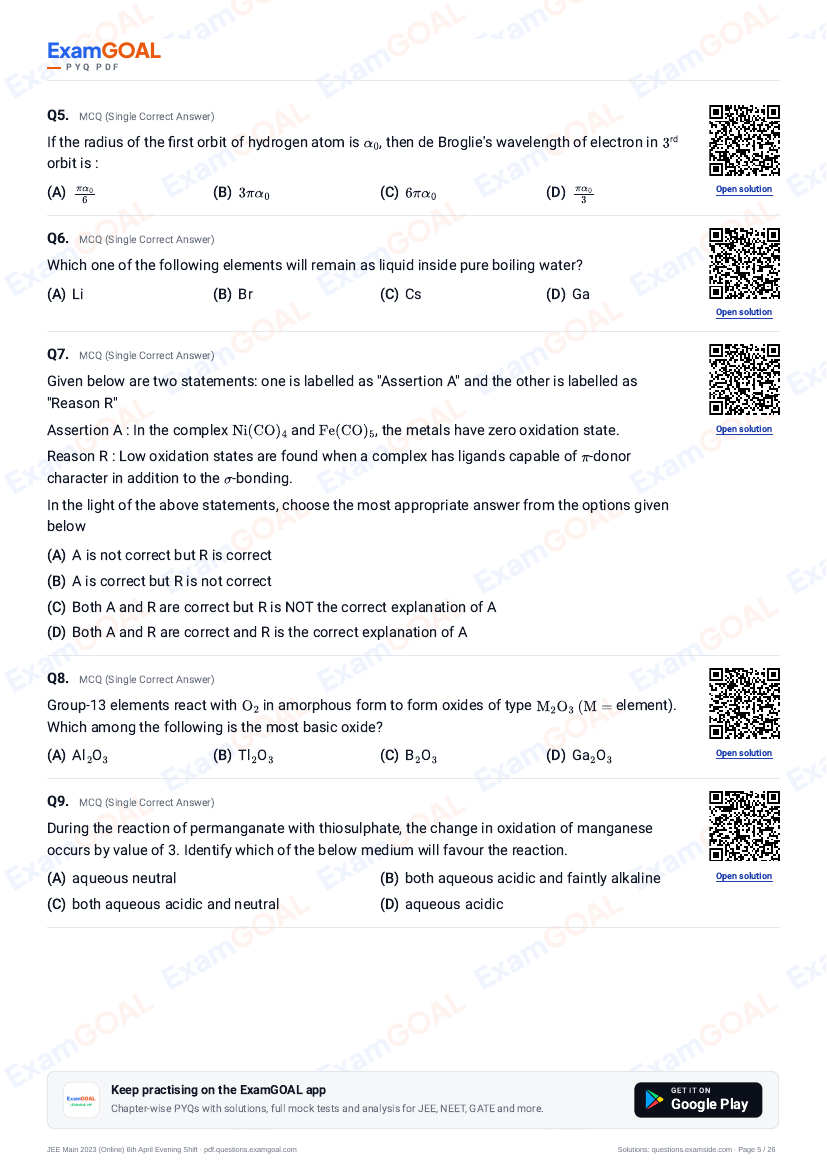 ExamGOAL
PYQ PDF
Q5. MCQ (Single Correct Answer)
If the radius of the first orbit of hydrogen atom is α₀, then de Broglie's wavelength of electron in 3ʳᵈ
orbit is :
(A) πα₀/6 (B) 3πα₀ (C) 6πα₀ (D) πα₀/3
Open solution
Q6. MCQ (Single Correct Answer)
Which one of the following elements will remain as liquid inside pure boiling water?
(A) Li (B) Br (C) Cs (D) Ga
Open solution
Q7. MCQ (Single Correct Answer)
Given below are two statements: one is labelled as "Assertion A" and the other is labelled as
"Reason R"
Assertion A : In the complex Ni(CO)₄ and Fe(CO)₅, the metals have zero oxidation state.
Reason R : Low oxidation states are found when a complex has ligands capable of π-donor
character in addition to the σ-bonding.
In the light of the above statements, choose the most appropriate answer from the options given
below
(A) A is not correct but R is correct
(B) A is correct but R is not correct
(C) Both A and R are correct but R is NOT the correct explanation of A
(D) Both A and R are correct and R is the correct explanation of A
Open solution
Q8. MCQ (Single Correct Answer)
Group-13 elements react with O₂ in amorphous form to form oxides of type M₂O₃ (M = element).
Which among the following is the most basic oxide?
(A) Al₂O₃ (B) Tl₂O₃ (C) B₂O₃ (D) Ga₂O₃
Open solution
Q9. MCQ (Single Correct Answer)
During the reaction of permanganate with thiosulphate, the change in oxidation of manganese
occurs by value of 3. Identify which of the below medium will favour the reaction.
(A) aqueous neutral (B) both aqueous acidic and faintly alkaline
(C) both aqueous acidic and neutral (D) aqueous acidic
Open solution
ExamGOAL
Keep practising on the ExamGOAL app
Chapter-wise PYQs with solutions, full mock tests and analysis for JEE, NEET, GATE and more.
GET IT ON
Google Play
JEE Main 2023 (Online) 6th April Evening Shift · pdf.questions.examgoal.com
Solutions: questions.examside.com · Page 5 / 26